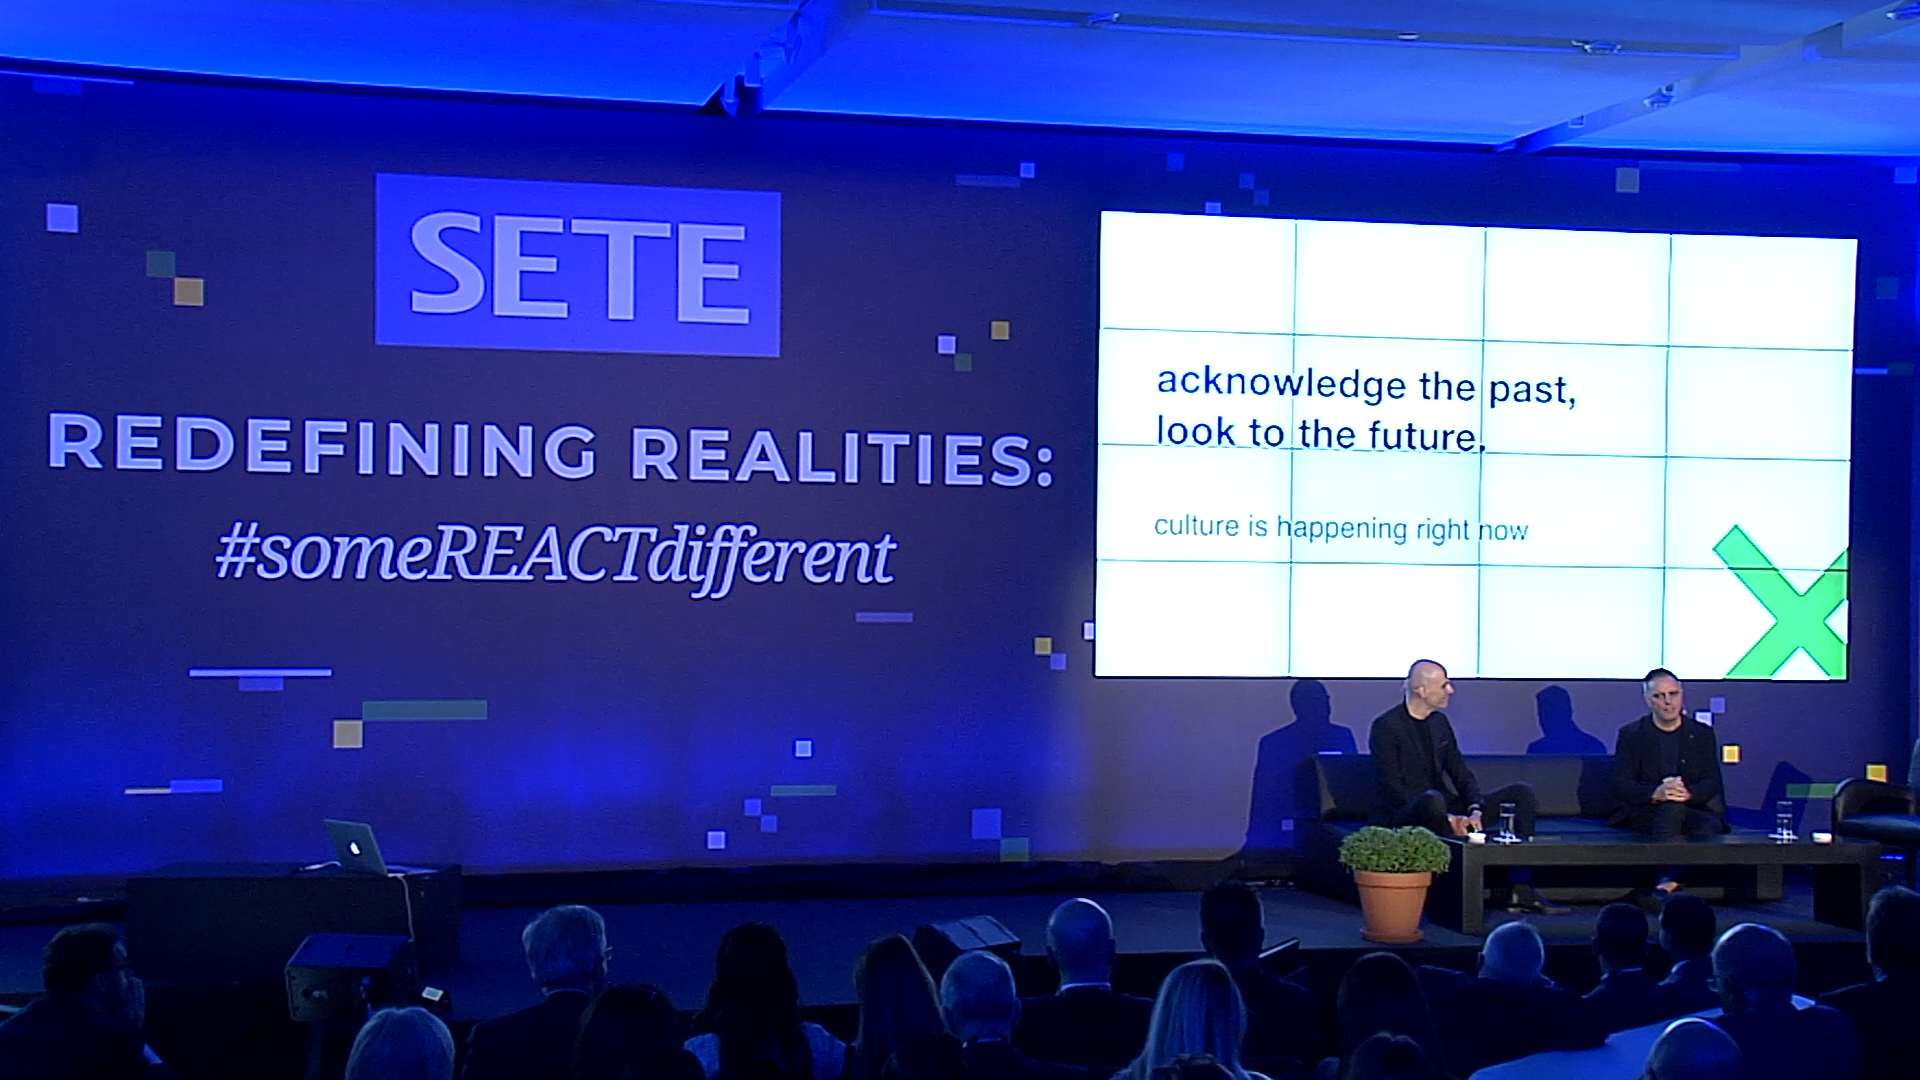 SETE
REDEFINING REALITIES:
#someREACTdifferent
acknowledge the past,
look to the future.
culture is happening right now